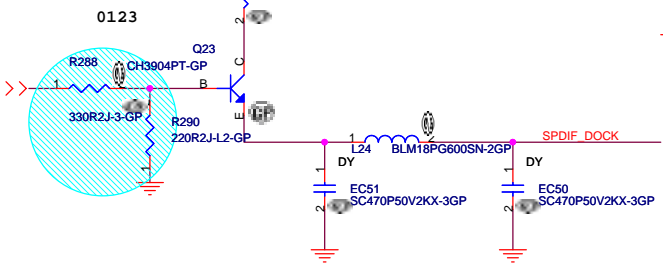 0123
2
Q23
C
R288
CH3904PT-GP
1
B
330R2J-3-GP
R290
E
220R2J-L2-GP
1
1
L24
BLM18PG600SN-2GP
SPDIF_DOCK
DY
DY
1
1
EC51
EC50
SC470P50V2KX-3GP
SC470P50V2KX-3GP
2
2